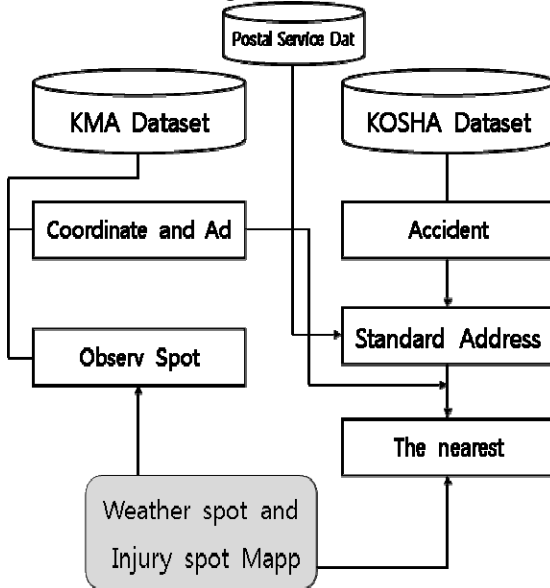 Postal Service Dat
KMA Dataset
KOSHA Dataset
Coordinate and Ad
Accident
Observ Spot
Standard Address
The nearest
Weather spot and
Injury spot Mapp